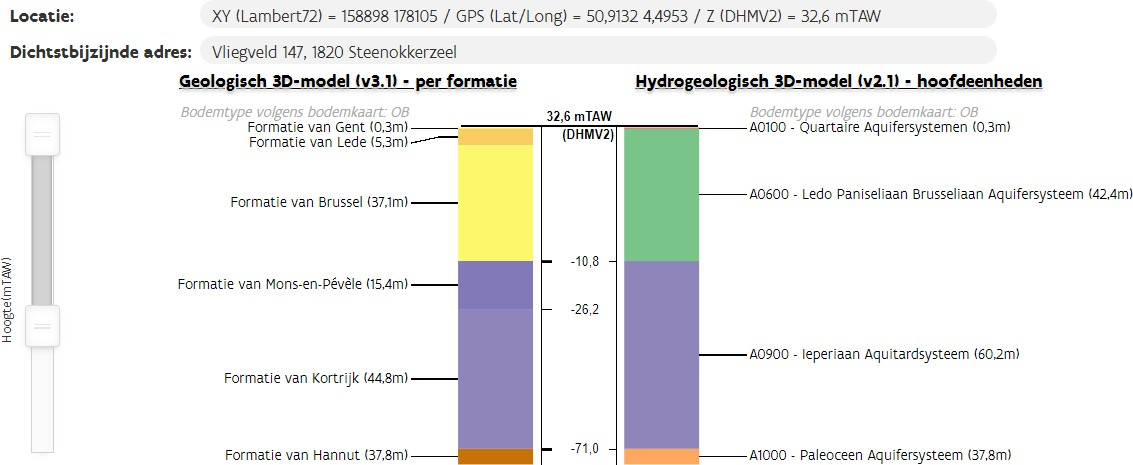 Locatie: XY (Lambert72) = 158898 178105 / GPS (Lat/Long) = 50,9132 4,4953 / Z (DHMV2) = 32,6 mTAW
Dichtstbijzijnde adres: Vliegveld 147, 1820 Steenokkerzeel
Geologisch 3D-model (v3.1) - per formatie
Hydrogeologisch 3D-model (v2.1) - hoofdeenheden
Bodemtype volgens bodemkaart: OB
Bodemtype volgens bodemkaart: OB
32,6 mTAW
(DHMV2)
Formatie van Gent (0,3m)
Formatie van Lede (5,3m)
Formatie van Brussel (37,1m)
Formatie van Mons-en-Pévèle (15,4m)
Formatie van Kortrijk (44,8m)
Formatie van Hannut (37,8m)
-10,8
-26,2
-71,0
A0100 - Quartaire Aquifersystemen (0,3m)
A0600 - Ledo Paniseliaan Brusseliaan Aquifersysteem (42,4m)
A0900 - Ieperiaan Aquitardsysteem (60,2m)
A1000 - Paleoceen Aquifersysteem (37,8m)
Hoogte(mTAW)